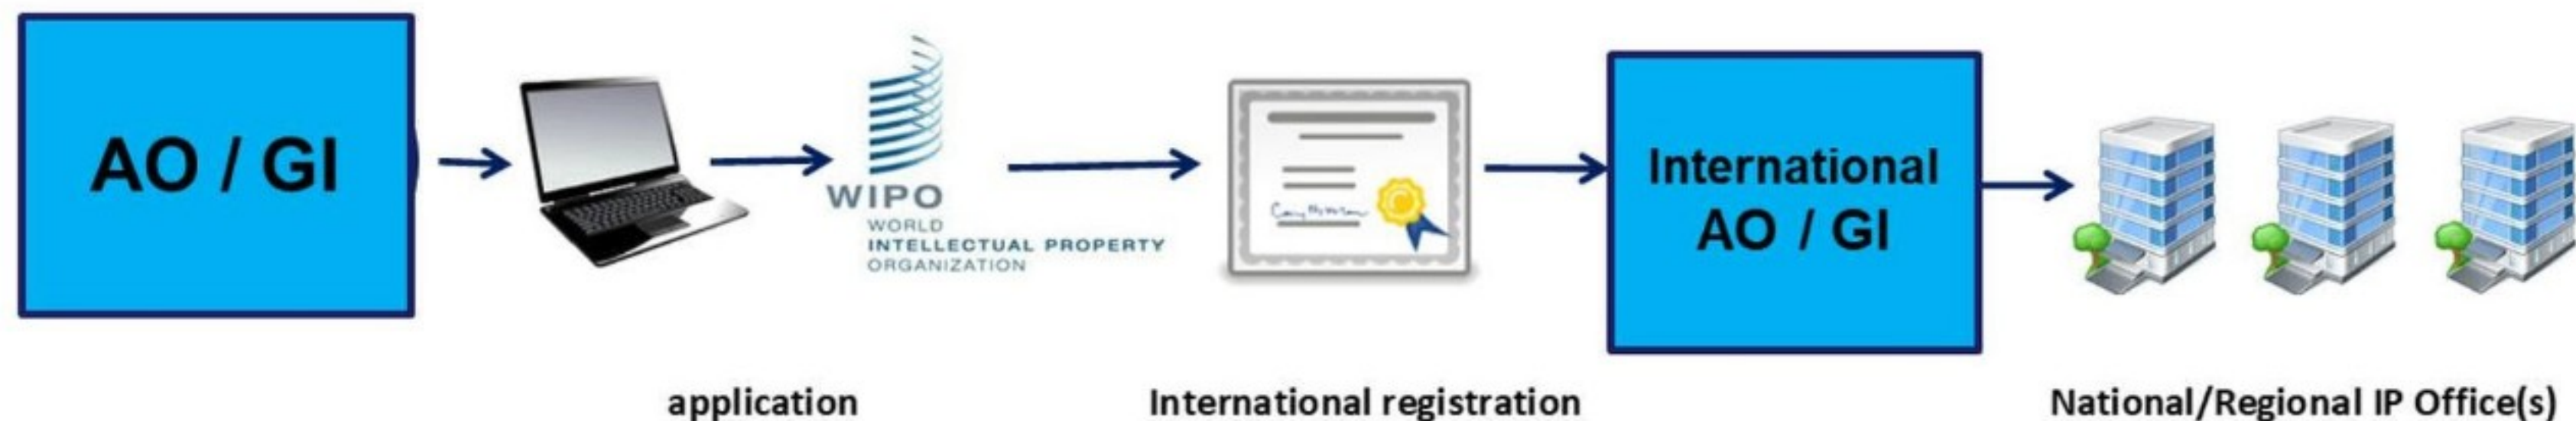 AO / GI
WIPO
WORLD
INTELLECTUAL PROPERTY
ORGANIZATION
International
AO / GI
application
International registration
National/Regional IP Office(s)